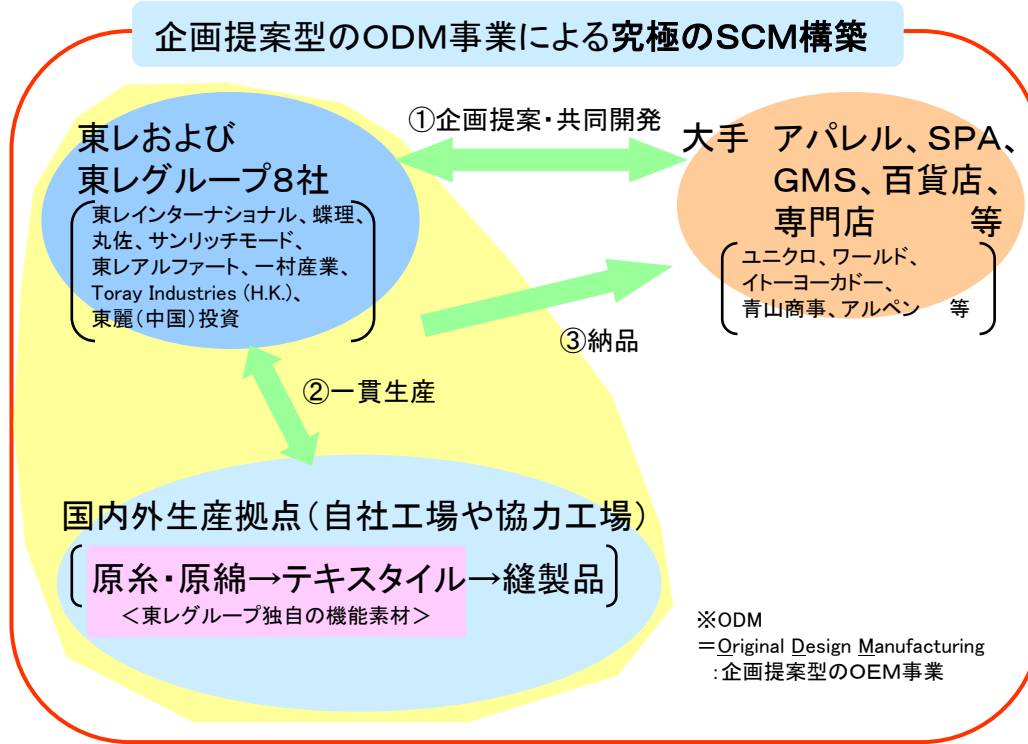 企画提案型のODM事業による究極のSCM構築
東レおよび
東レグループ8社
東レインターナショナル、蝶理、
丸佐、サンリッチモード、
東レアルファート、一村産業、
Toray Industries (H.K.)、
東麗(中国)投資
①企画提案・共同開発
大手 アパレル、SPA、
GMS、百貨店、
専門店 等
ユニクロ、ワールド、
イトーヨーカドー、
青山商事、アルペン 等
③納品
②一貫生産
国内外生産拠点(自社工場や協力工場)
原糸・原綿→テキスタイル→縫製品
<東レグループ独自の機能素材>
※ODM
=Original Design Manufacturing
:企画提案型のOEM事業